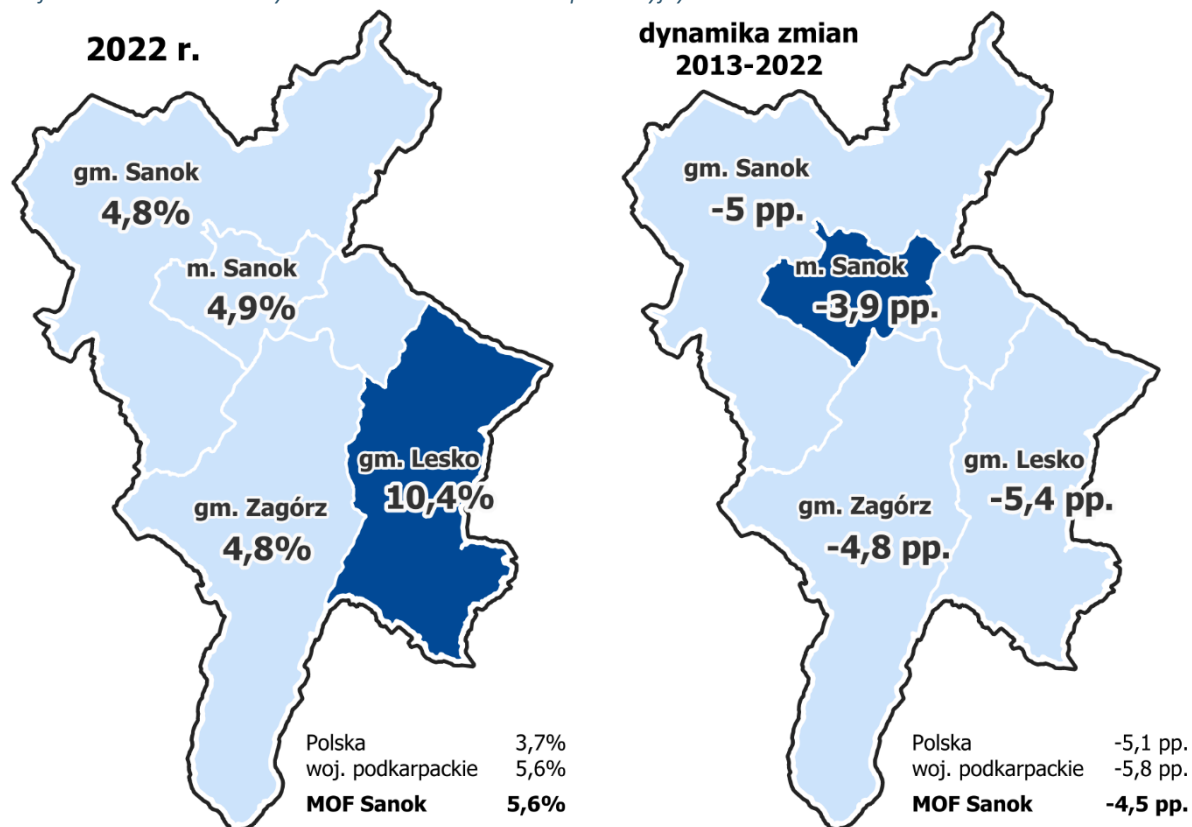 2022 r.
gm. Sanok
4,8%
m. Sanok
4,9%
gm. Lesko
10,4%
gm. Zagórz
4,8%
Polska 3,7%
woj. podkarpackie 5,6%
MOF Sanok 5,6%
dynamika zmian
2013-2022
gm. Sanok
-5 pp.
m. Sanok
-3,9 pp.
gm. Lesko
-5,4 pp.
gm. Zagórz
-4,8 pp.
Polska -5,1 pp.
woj. podkarpackie -5,8 pp.
MOF Sanok -4,5 pp.